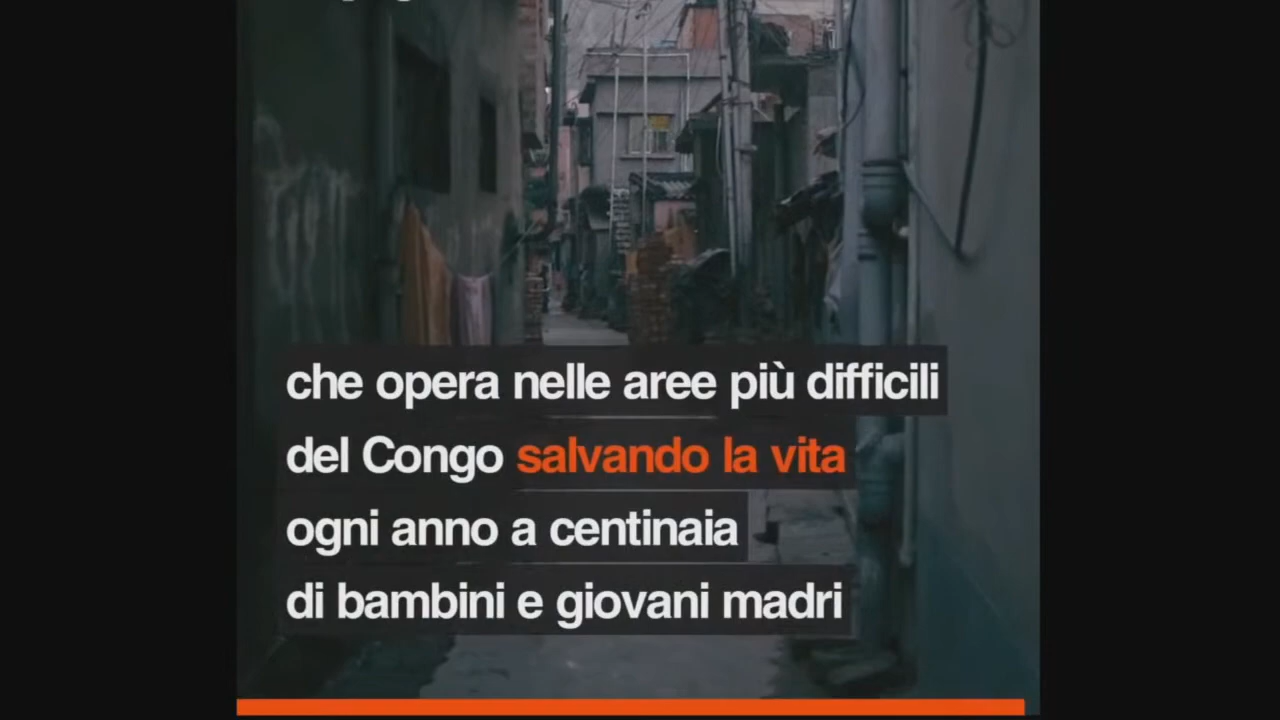 che opera nelle aree più difficili
del Congo salvando la vita
ogni anno a centinaia
di bambini e giovani madri